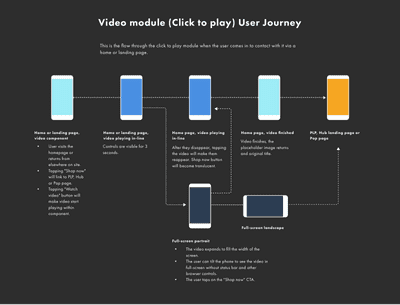 Video module (Click to play) User Journey
This is the flow through the click to play module when the user comes in to contact with it via a
home or landing page.
Home or landing page,
video component
• User visits the
homepage or
returns from
elsewhere on site
• Tapping "Shop now"
will link to PLP, Hub
or Pop page.
• Tapping "Watch
video" button will
make video start
playing within
component
Home or landing page,
video playing in-line
Controls are visible for 3
seconds.
Home page, video playing
in-line
After they disappear, tapping
the video will make them
reappear. Shop now button
will become translucent
Home page, video finished
Video finishes, the
placeholder image returns
and original title.
PLP, Hub landing page or
Pop page
Full-screen portrait
• The video expands to fill the width of the
screen.
• The user can tilt the phone to see the video in
full screen without status bar and other
browser controls.
• The user taps on the "Shop now" CTA.
Full-screen landscape